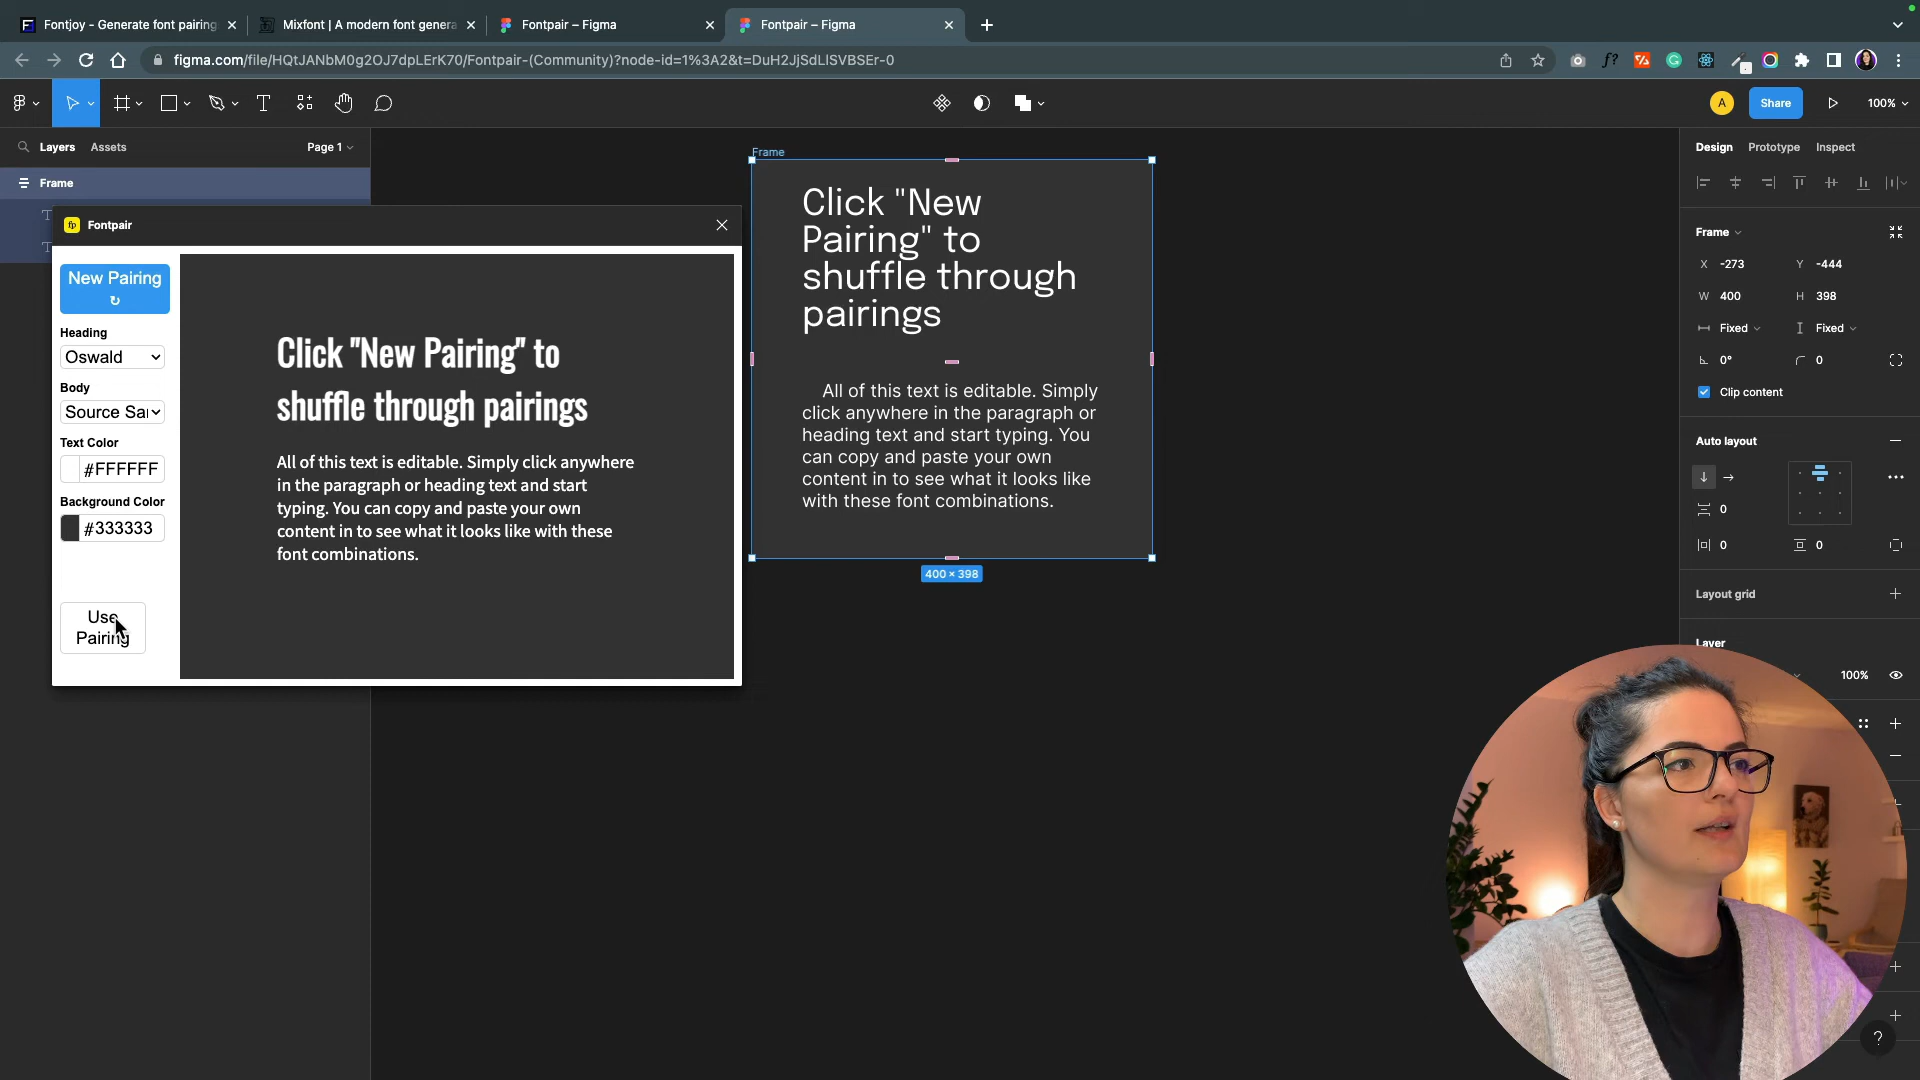 Fontjoy - Generate font pairing
Mixfont | A modern font genera
Fontpair – Figma
Fontpair – Figma
figma.com/file/HQtJANbM0g2OJ7dpLErK70/Fontpair-(Community)?node-id=1%3A2&t=DuH2JjSdLlSVBSEr-0
A
Share
100%
Layers
Assets
Page 1
Design
Prototype
Inspect
Frame
Frame
fp
Fontpair
New Pairing
Heading
Oswald
Body
Source Sa
Text Color
#FFFFFF
Background Color
#333333
Use
Pairing
Click "New Pairing" to
shuffle through pairings
All of this text is editable. Simply click anywhere
in the paragraph or heading text and start
typing. You can copy and paste your own
content in to see what it looks like with these
font combinations.
Click "New
Pairing" to
shuffle through
pairings
All of this text is editable. Simply
click anywhere in the paragraph or
heading text and start typing. You
can copy and paste your own
content in to see what it looks like
with these font combinations.
400 × 398
Frame
X -273
Y -444
W 400
H 398
Fixed
Fixed
0°
0
Clip content
Auto layout
0
0
0
Layout grid
Layer
100%
?